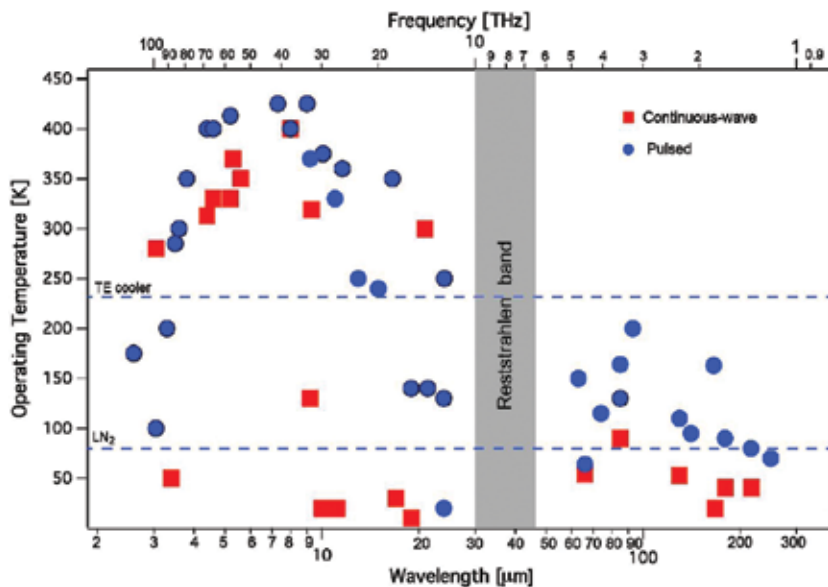 Frequency [THz]
100 90 80 70 60 50 40 30 20 10 9 8 7 6 5 4 3 2 1 0.9
450
400
350
300
250
200
150
100
50
Operating Temperature [K]
Continuous-wave
Pulsed
TE cooler
LN2
Reststrahlen band
2 3 4 5 6 7 8 9 10 20 30 40 50 60 70 80 90 100 200 300
Wavelength [μm]